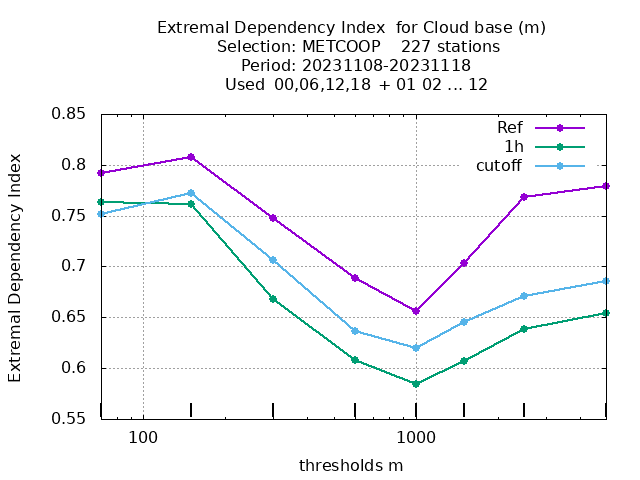 Extremal Dependency Index  for Cloud base (m)
Selection: METCOOP    227 stations
Period: 20231108-20231118
Used  00,06,12,18 + 01 02 ... 12
Extremal Dependency Index
0.85
0.8
0.75
0.7
0.65
0.6
0.55
Ref
1h
cutoff
100
1000
thresholds m